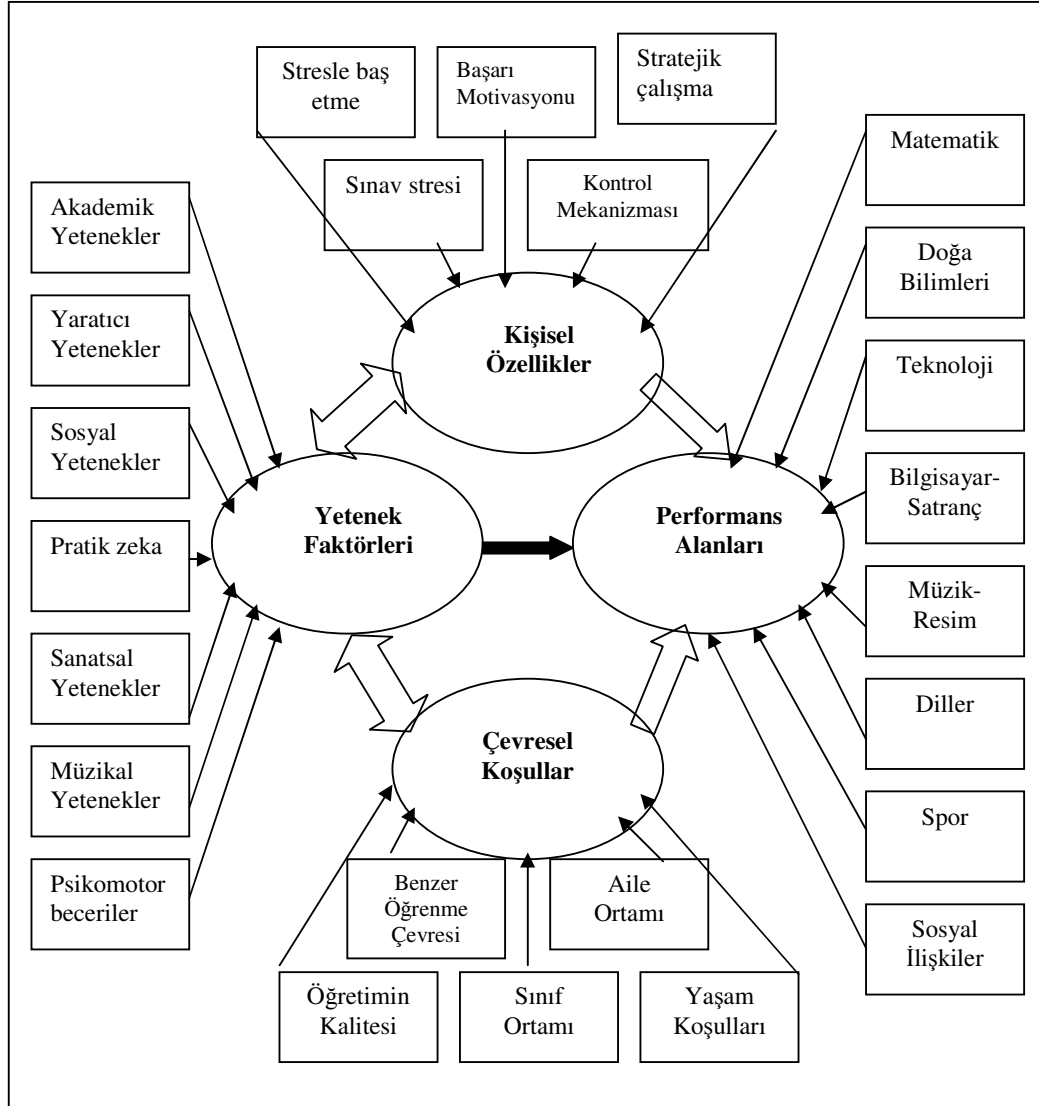 Stresle baş
etme
Başarı
Motivasyonu
Stratejik
çalışma
Sınav stresi
Kontrol
Mekanizması
Akademik
Yetenekler
Yaratıcı
Yetenekler
Sosyal
Yetenekler
Pratik zeka
Sanatsal
Yetenekler
Müzikal
Yetenekler
Psikomotor
beceriler
Kişisel
Özellikler
Yetenek
Faktörleri
Performans
Alanları
Çevresel
Koşullar
Matematik
Doğa
Bilimleri
Teknoloji
Bilgisayar-
Satranç
Müzik-
Resim
Diller
Spor
Sosyal
İlişkiler
Benzer
Öğrenme
Çevresi
Aile
Ortamı
Öğretimin
Kalitesi
Sınıf
Ortamı
Yaşam
Koşulları